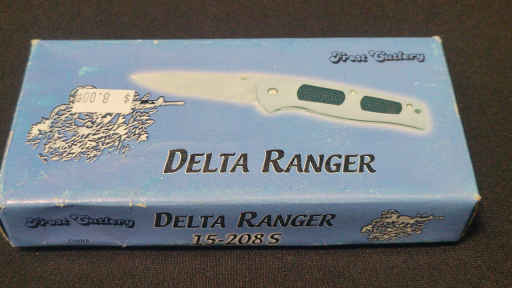 Frost Cutlery
$ 8.00
DELTA RANGER
Frost Cutlery
DELTA RANGER
15-208 S